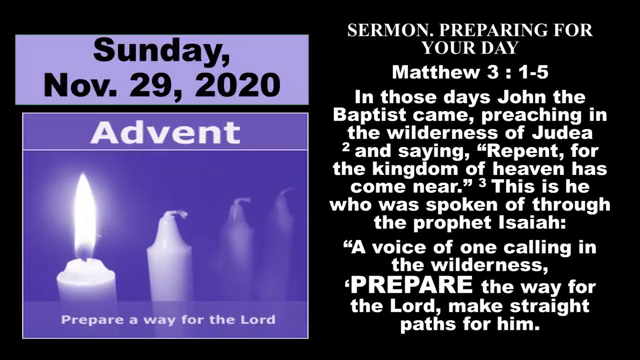 Sunday,
Nov. 29, 2020
Advent
Prepare a way for the Lord
SERMON. PREPARING FOR
YOUR DAY
Matthew 3 : 1-5
In those days John the
Baptist came, preaching in
the wilderness of Judea
2 and saying, “Repent, for
the kingdom of heaven has
come near.” 3 This is he
who was spoken of through
the prophet Isaiah:
“A voice of one calling in
the wilderness,
‘PREPARE the way for
the Lord, make straight
paths for him.